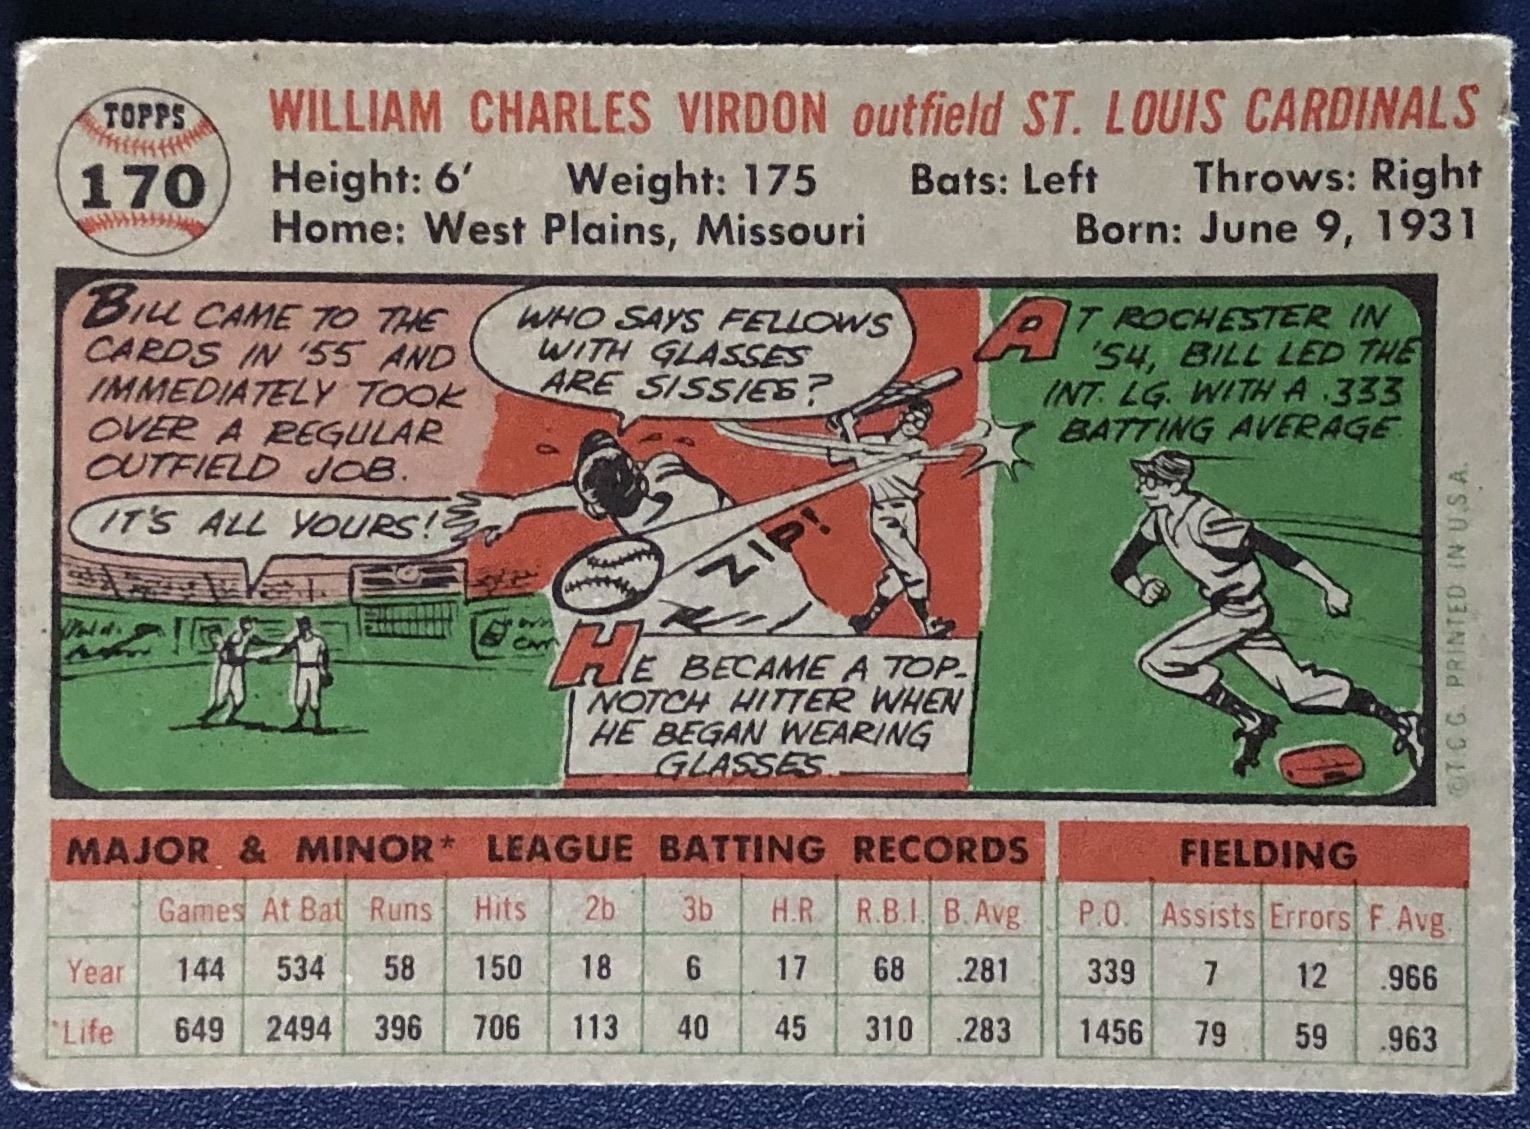 TOPPS
170
WILLIAM CHARLES VIRDON outfield ST. LOUIS CARDINALS
Height: 6' Weight: 175 Bats: Left Throws: Right
Home: West Plains, Missouri Born: June 9, 1931
BILL CAME TO THE
CARDS IN '55 AND
IMMEDIATELY TOOK
OVER A REGULAR
OUTFIELD JOB.
IT'S ALL YOURS!
WHO SAYS FELLOWS
WITH GLASSES
ARE SISSIES?
ZIP!
HE BECAME A TOP-
NOTCH HITTER WHEN
HE BEGAN WEARING
GLASSES
AT ROCHESTER IN
'54, BILL LED THE
INT. LG. WITH A .333
BATTING AVERAGE
©T.C.G. PRINTED IN U.S.A.
MAJOR & MINOR* LEAGUE BATTING RECORDS FIELDING
Games At Bat Runs Hits 2b 3b H.R R.B.I. B. Avg P.O. Assists Errors F. Avg.
Year 144 534 58 150 18 6 17 68 .281 339 7 12 .966
*Life 649 2494 396 706 113 40 45 310 .283 1456 79 59 .963